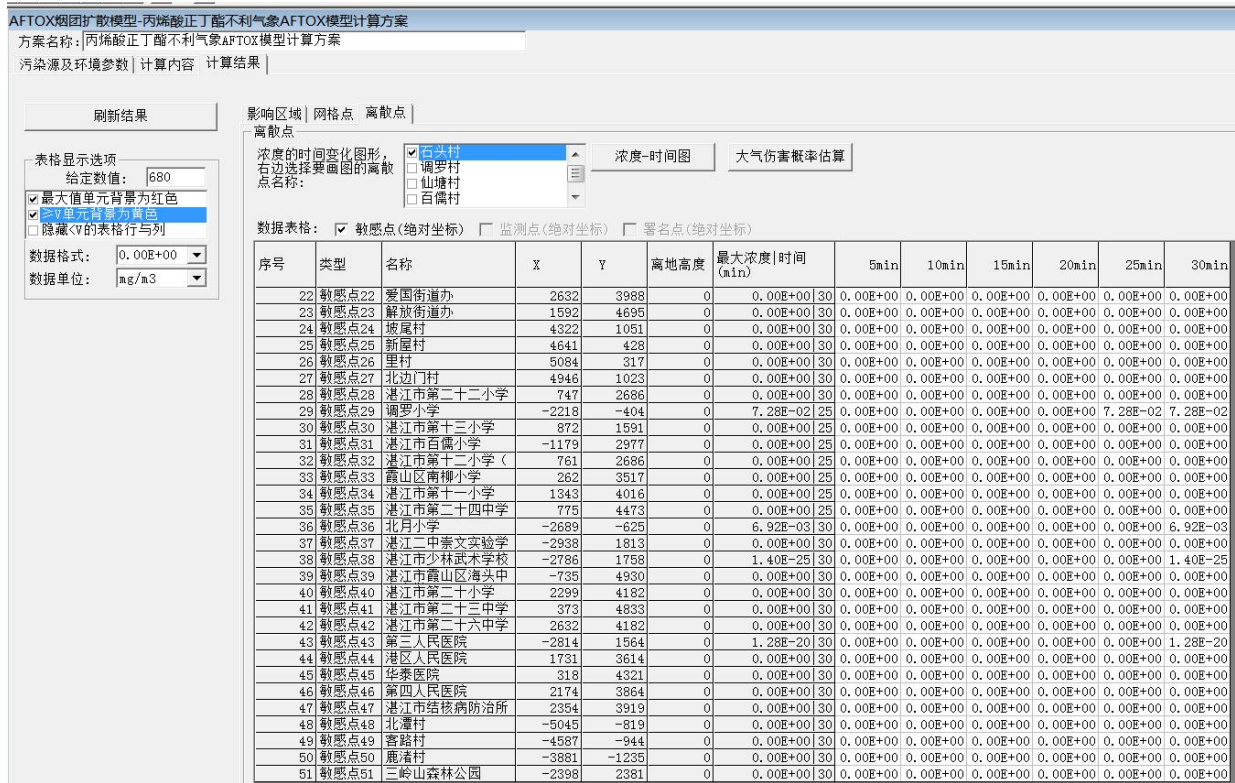 AFTOX烟团扩散模型-丙烯酸正丁酯不利气象AFTOX模型计算方案
方案名称: 丙烯酸正丁酯不利气象AFTOX模型计算方案
污染源及环境参数 计算内容 计算结果
刷新结果
表格显示选项
给定数值: 680
最大值单元背景为红色
≥V单元背景为黄色
隐藏<V的表格行与列
数据格式: 0.00E+00
数据单位: mg/m3
影响区域 网格点 离散点
离散点
浓度的时间变化图形,
右边选择要画图的离散
点名称:
石头村
调罗村
仙塘村
百儒村
浓度-时间图 大气伤害概率估算
数据表格: 敏感点(绝对坐标) 监测点(绝对坐标) 署名点(绝对坐标)
序号 类型 名称 X Y 离地高度 最大浓度|时间(min) 5min 10min 15min 20min 25min 30min
22 敏感点22 爱国街道办 2632 3988 0 0.00E+00|30 0.00E+00 0.00E+00 0.00E+00 0.00E+00 0.00E+00 0.00E+00
23 敏感点23 解放街道办 1592 4695 0 0.00E+00|30 0.00E+00 0.00E+00 0.00E+00 0.00E+00 0.00E+00 0.00E+00
24 敏感点24 坡尾村 4322 1051 0 0.00E+00|30 0.00E+00 0.00E+00 0.00E+00 0.00E+00 0.00E+00 0.00E+00
25 敏感点25 新屋村 4641 428 0 0.00E+00|30 0.00E+00 0.00E+00 0.00E+00 0.00E+00 0.00E+00 0.00E+00
26 敏感点26 里村 5084 317 0 0.00E+00|30 0.00E+00 0.00E+00 0.00E+00 0.00E+00 0.00E+00 0.00E+00
27 敏感点27 北边门村 4946 1023 0 0.00E+00|30 0.00E+00 0.00E+00 0.00E+00 0.00E+00 0.00E+00 0.00E+00
28 敏感点28 湛江市第二十二小学 747 2686 0 0.00E+00|30 0.00E+00 0.00E+00 0.00E+00 0.00E+00 0.00E+00 0.00E+00
29 敏感点29 调罗小学 -2218 -404 0 7.28E-02|25 0.00E+00 0.00E+00 0.00E+00 0.00E+00 7.28E-02 7.28E-02
30 敏感点30 湛江市第十三小学 872 1591 0 0.00E+00|25 0.00E+00 0.00E+00 0.00E+00 0.00E+00 0.00E+00 0.00E+00
31 敏感点31 湛江市百儒小学 -1179 2977 0 0.00E+00|25 0.00E+00 0.00E+00 0.00E+00 0.00E+00 0.00E+00 0.00E+00
32 敏感点32 湛江市第十二小学( 761 2686 0 0.00E+00|25 0.00E+00 0.00E+00 0.00E+00 0.00E+00 0.00E+00 0.00E+00
33 敏感点33 霞山区南柳小学 262 3517 0 0.00E+00|25 0.00E+00 0.00E+00 0.00E+00 0.00E+00 0.00E+00 0.00E+00
34 敏感点34 湛江市第十一小学 1343 4016 0 0.00E+00|25 0.00E+00 0.00E+00 0.00E+00 0.00E+00 0.00E+00 0.00E+00
35 敏感点35 湛江市第二十四中学 775 4473 0 0.00E+00|25 0.00E+00 0.00E+00 0.00E+00 0.00E+00 0.00E+00 0.00E+00
36 敏感点36 北月小学 -2689 -625 0 6.92E-03|30 0.00E+00 0.00E+00 0.00E+00 0.00E+00 0.00E+00 6.92E-03
37 敏感点37 湛江二中崇文实验学 -2938 1813 0 0.00E+00|30 0.00E+00 0.00E+00 0.00E+00 0.00E+00 0.00E+00 0.00E+00
38 敏感点38 湛江市少林武术学校 -2786 1758 0 1.40E-25|30 0.00E+00 0.00E+00 0.00E+00 0.00E+00 0.00E+00 1.40E-25
39 敏感点39 湛江市霞山区海头中 -735 4930 0 0.00E+00|30 0.00E+00 0.00E+00 0.00E+00 0.00E+00 0.00E+00 0.00E+00
40 敏感点40 湛江市第二十小学 2299 4182 0 0.00E+00|30 0.00E+00 0.00E+00 0.00E+00 0.00E+00 0.00E+00 0.00E+00
41 敏感点41 湛江市第二十三中学 373 4833 0 0.00E+00|30 0.00E+00 0.00E+00 0.00E+00 0.00E+00 0.00E+00 0.00E+00
42 敏感点42 湛江市第二十六中学 2632 4182 0 0.00E+00|30 0.00E+00 0.00E+00 0.00E+00 0.00E+00 0.00E+00 0.00E+00
43 敏感点43 第三人民医院 -2814 1564 0 1.28E-20|30 0.00E+00 0.00E+00 0.00E+00 0.00E+00 0.00E+00 1.28E-20
44 敏感点44 港区人民医院 1731 3614 0 0.00E+00|30 0.00E+00 0.00E+00 0.00E+00 0.00E+00 0.00E+00 0.00E+00
45 敏感点45 华泰医院 318 4321 0 0.00E+00|30 0.00E+00 0.00E+00 0.00E+00 0.00E+00 0.00E+00 0.00E+00
46 敏感点46 第四人民医院 2174 3864 0 0.00E+00|30 0.00E+00 0.00E+00 0.00E+00 0.00E+00 0.00E+00 0.00E+00
47 敏感点47 湛江市结核病防治所 2354 3919 0 0.00E+00|30 0.00E+00 0.00E+00 0.00E+00 0.00E+00 0.00E+00 0.00E+00
48 敏感点48 北潭村 -5045 -819 0 0.00E+00|30 0.00E+00 0.00E+00 0.00E+00 0.00E+00 0.00E+00 0.00E+00
49 敏感点49 客路村 -4587 -944 0 0.00E+00|30 0.00E+00 0.00E+00 0.00E+00 0.00E+00 0.00E+00 0.00E+00
50 敏感点50 鹿渚村 -3881 -1235 0 0.00E+00|30 0.00E+00 0.00E+00 0.00E+00 0.00E+00 0.00E+00 0.00E+00
51 敏感点51 三岭山森林公园 -2398 2381 0 0.00E+00|30 0.00E+00 0.00E+00 0.00E+00 0.00E+00 0.00E+00 0.00E+00